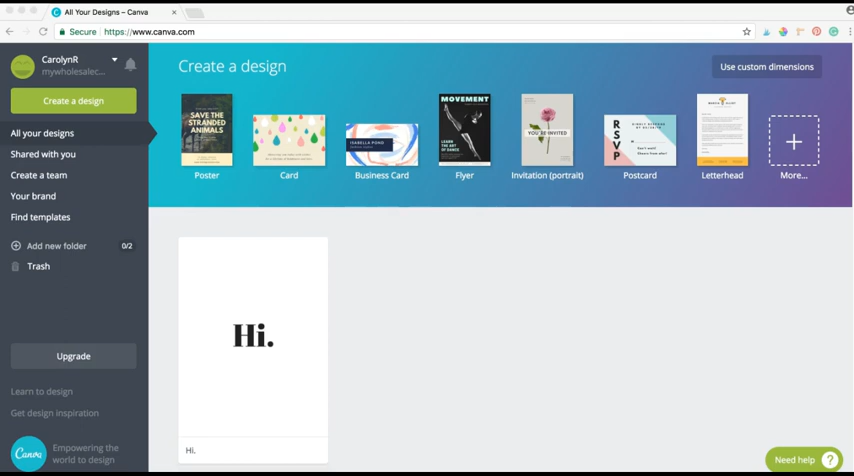 All Your Designs – Canva
Secure
https://www.canva.com
CarolynR
mywholesalec...
Create a design
All your designs
Shared with you
Create a team
Your brand
Find templates
Add new folder
0/2
Trash
Upgrade
Learn to design
Get design inspiration
Canva
Empowering the
world to design
Create a design
Use custom dimensions
SAVE THE
STRANDED
ANIMALS
Poster
Card
ISABELLA POND
Business Card
MOVEMENT
LEARN
THE ART
OF DANCE
Flyer
YOU'RE INVITED
Invitation (portrait)
R
S
V
P
Postcard
Letterhead
More...
Hi.
Hi.
Need help
?